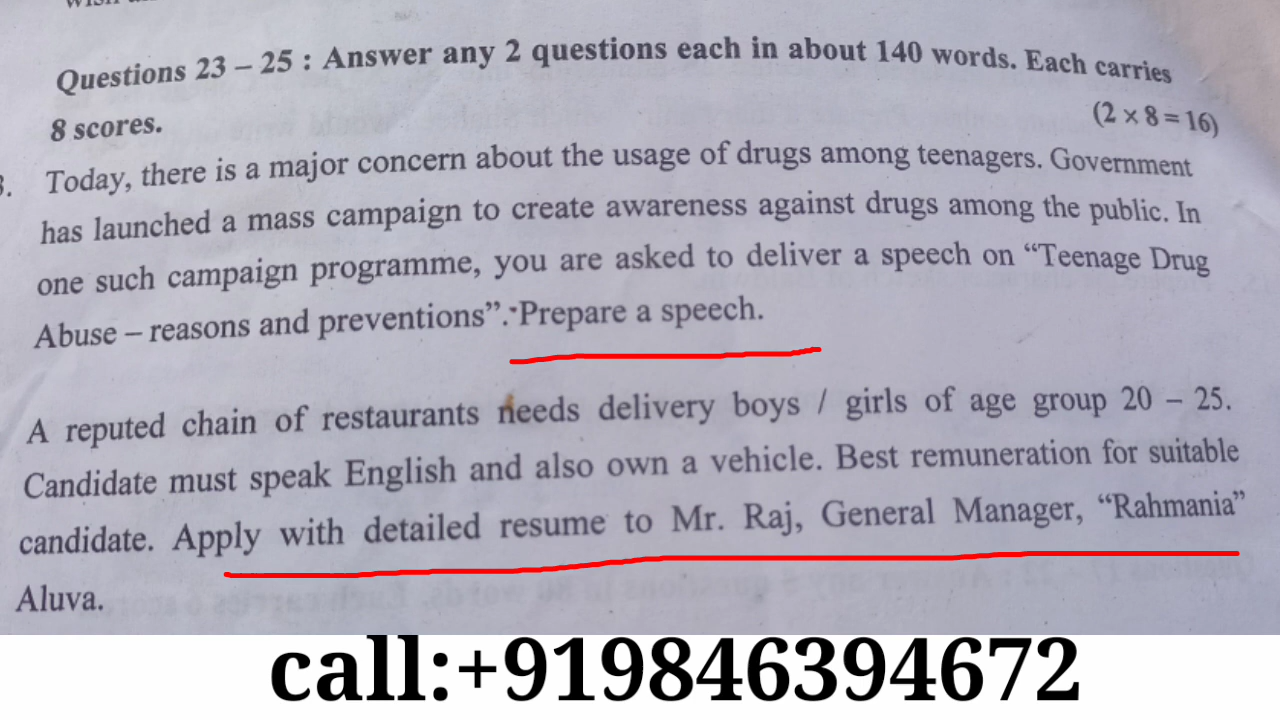 Questions 23 – 25 : Answer any 2 questions each in about 140 words. Each carries
8 scores. (2 × 8 = 16)
3. Today, there is a major concern about the usage of drugs among teenagers. Government
has launched a mass campaign to create awareness against drugs among the public. In
one such campaign programme, you are asked to deliver a speech on “Teenage Drug
Abuse – reasons and preventions”. Prepare a speech.
A reputed chain of restaurants needs delivery boys / girls of age group 20 – 25.
Candidate must speak English and also own a vehicle. Best remuneration for suitable
candidate. Apply with detailed resume to Mr. Raj, General Manager, “Rahmania”
Aluva.
call:+919846394672